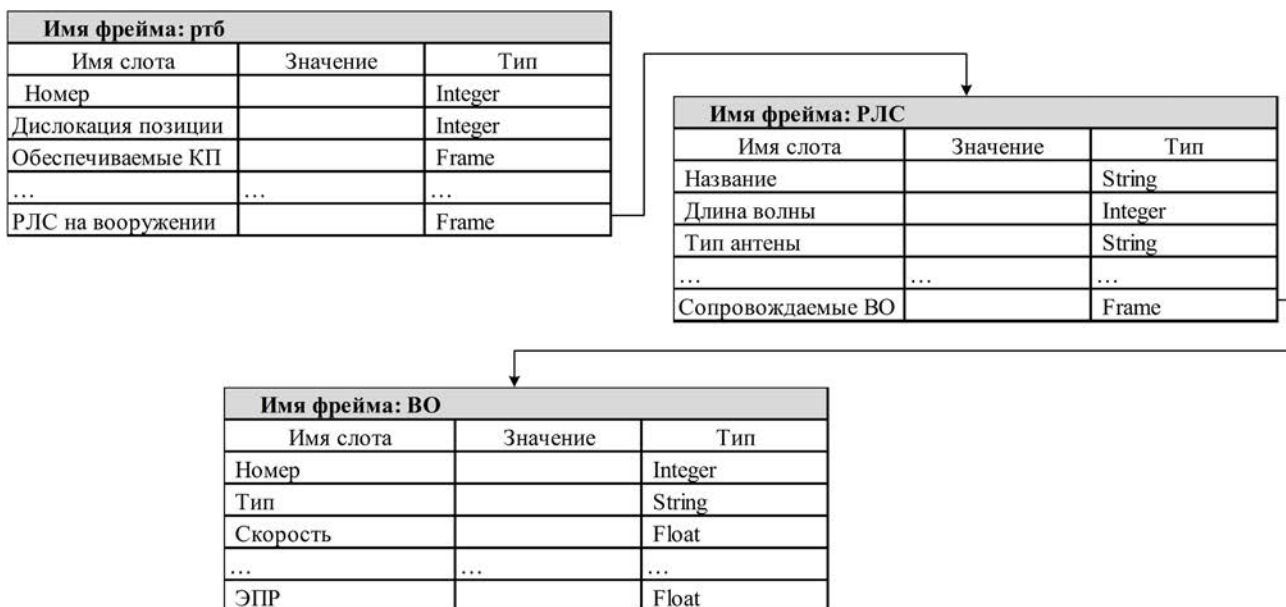 Имя фрейма: ртб
Имя слота Значение Тип
Номер Integer
Дислокация позиции Integer
Обеспечиваемые КП Frame
... ... ...
РЛС на вооружении Frame
Имя фрейма: РЛС
Имя слота Значение Тип
Название String
Длина волны Integer
Тип антены String
... ... ...
Сопровождаемые ВО Frame
Имя фрейма: ВО
Имя слота Значение Тип
Номер Integer
Тип String
Скорость Float
... ... ...
ЭПР Float